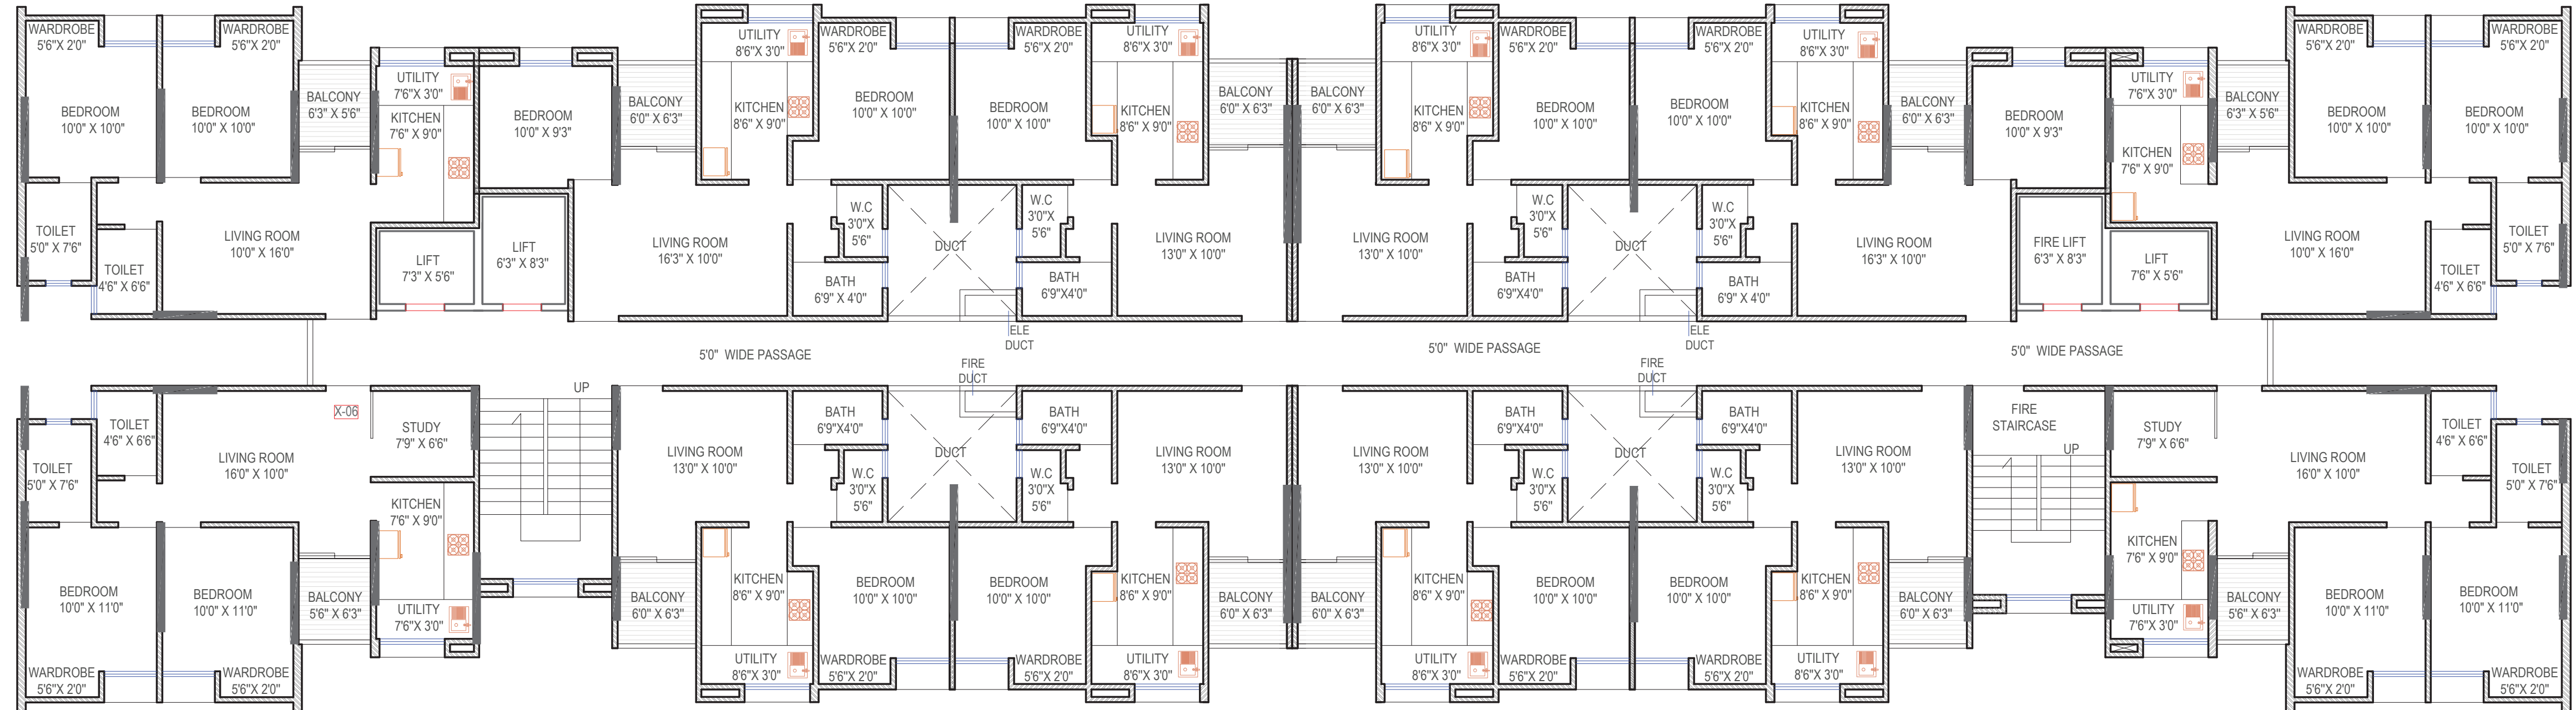 WARDROBE
5'6"X 2'0"
WARDROBE
5'6"X 2'0"
BEDROOM
10'0" X 10'0"
BEDROOM
10'0" X 10'0"
BALCONY
6'3" X 5'6"
UTILITY
7'6"X 3'0"
KITCHEN
7'6" X 9'0"
TOILET
5'0" X 7'6"
TOILET
4'6" X 6'6"
LIVING ROOM
10'0" X 16'0"
LIFT
7'3" X 5'6"
LIFT
6'3" X 8'3"
BEDROOM
10'0" X 9'3"
BALCONY
6'0" X 6'3"
UTILITY
8'6"X 3'0"
KITCHEN
8'6" X 9'0"
WARDROBE
5'6"X 2'0"
BEDROOM
10'0" X 10'0"
LIVING ROOM
16'3" X 10'0"
W.C
3'0"X
5'6"
BATH
6'9" X 4'0"
DUCT
WARDROBE
5'6"X 2'0"
BEDROOM
10'0" X 10'0"
UTILITY
8'6"X 3'0"
KITCHEN
8'6" X 9'0"
BALCONY
6'0" X 6'3"
W.C
3'0"X
5'6"
BATH
6'9"X4'0"
LIVING ROOM
13'0" X 10'0"
BALCONY
6'0" X 6'3"
UTILITY
8'6"X 3'0"
KITCHEN
8'6" X 9'0"
WARDROBE
5'6"X 2'0"
BEDROOM
10'0" X 10'0"
LIVING ROOM
13'0" X 10'0"
W.C
3'0"X
5'6"
BATH
6'9"X4'0"
DUCT
WARDROBE
5'6"X 2'0"
BEDROOM
10'0" X 10'0"
UTILITY
8'6"X 3'0"
KITCHEN
8'6" X 9'0"
BALCONY
6'0" X 6'3"
W.C
3'0"X
5'6"
BATH
6'9" X 4'0"
LIVING ROOM
16'3" X 10'0"
BEDROOM
10'0" X 9'3"
FIRE LIFT
6'3" X 8'3"
LIFT
7'6" X 5'6"
UTILITY
7'6"X 3'0"
KITCHEN
7'6" X 9'0"
BALCONY
6'3" X 5'6"
WARDROBE
5'6"X 2'0"
WARDROBE
5'6"X 2'0"
BEDROOM
10'0" X 10'0"
BEDROOM
10'0" X 10'0"
LIVING ROOM
10'0" X 16'0"
TOILET
4'6" X 6'6"
TOILET
5'0" X 7'6"
5'0" WIDE PASSAGE
ELE
DUCT
FIRE
DUCT
5'0" WIDE PASSAGE
ELE
DUCT
FIRE
DUCT
5'0" WIDE PASSAGE
TOILET
4'6" X 6'6"
TOILET
5'0" X 7'6"
X-06
LIVING ROOM
16'0" X 10'0"
STUDY
7'9" X 6'6"
KITCHEN
7'6" X 9'0"
UTILITY
7'6"X 3'0"
BEDROOM
10'0" X 11'0"
BEDROOM
10'0" X 11'0"
BALCONY
5'6" X 6'3"
WARDROBE
5'6"X 2'0"
WARDROBE
5'6"X 2'0"
UP
LIVING ROOM
13'0" X 10'0"
BATH
6'9"X4'0"
W.C
3'0"X
5'6"
DUCT
BALCONY
6'0" X 6'3"
KITCHEN
8'6" X 9'0"
UTILITY
8'6"X 3'0"
BEDROOM
10'0" X 10'0"
WARDROBE
5'6"X 2'0"
BATH
6'9"X4'0"
W.C
3'0"X
5'6"
LIVING ROOM
13'0" X 10'0"
BEDROOM
10'0" X 10'0"
WARDROBE
5'6"X 2'0"
KITCHEN
8'6" X 9'0"
UTILITY
8'6"X 3'0"
BALCONY
6'0" X 6'3"
LIVING ROOM
13'0" X 10'0"
BATH
6'9"X4'0"
W.C
3'0"X
5'6"
DUCT
BALCONY
6'0" X 6'3"
KITCHEN
8'6" X 9'0"
UTILITY
8'6"X 3'0"
BEDROOM
10'0" X 10'0"
WARDROBE
5'6"X 2'0"
BATH
6'9"X4'0"
W.C
3'0"X
5'6"
LIVING ROOM
13'0" X 10'0"
BEDROOM
10'0" X 10'0"
WARDROBE
5'6"X 2'0"
KITCHEN
8'6" X 9'0"
UTILITY
8'6"X 3'0"
BALCONY
6'0" X 6'3"
FIRE
STAIRCASE
UP
STUDY
7'9" X 6'6"
KITCHEN
7'6" X 9'0"
UTILITY
7'6"X 3'0"
LIVING ROOM
16'0" X 10'0"
BALCONY
5'6" X 6'3"
TOILET
4'6" X 6'6"
TOILET
5'0" X 7'6"
BEDROOM
10'0" X 11'0"
BEDROOM
10'0" X 11'0"
WARDROBE
5'6"X 2'0"
WARDROBE
5'6"X 2'0"